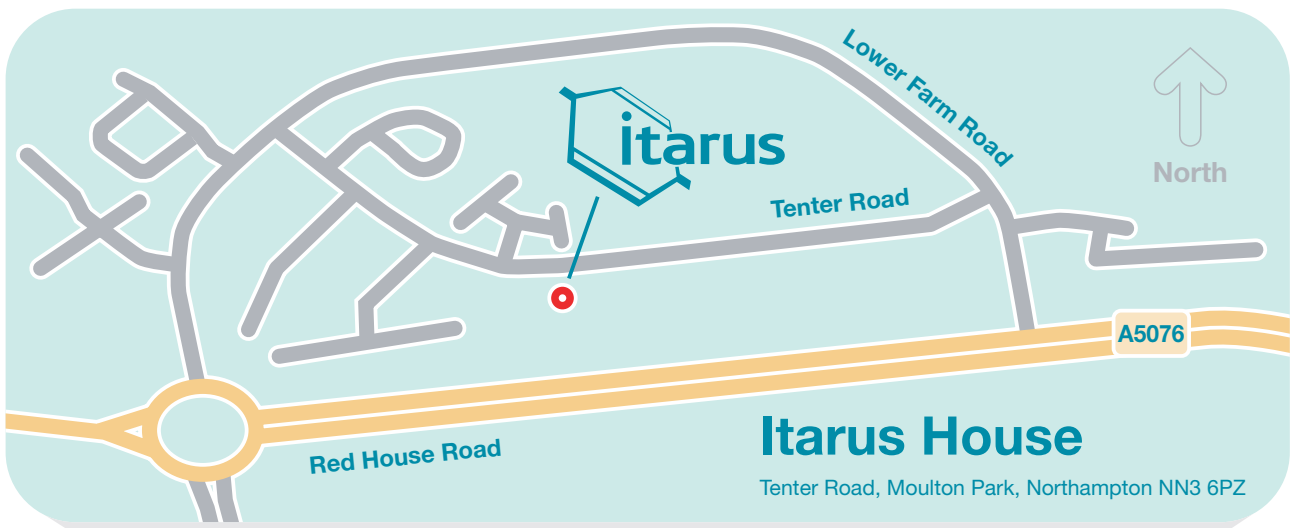 Lower Farm Road
itarus
North
Tenter Road
A5076
Red House Road
Itarus House
Tenter Road, Moulton Park, Northampton NN3 6PZ